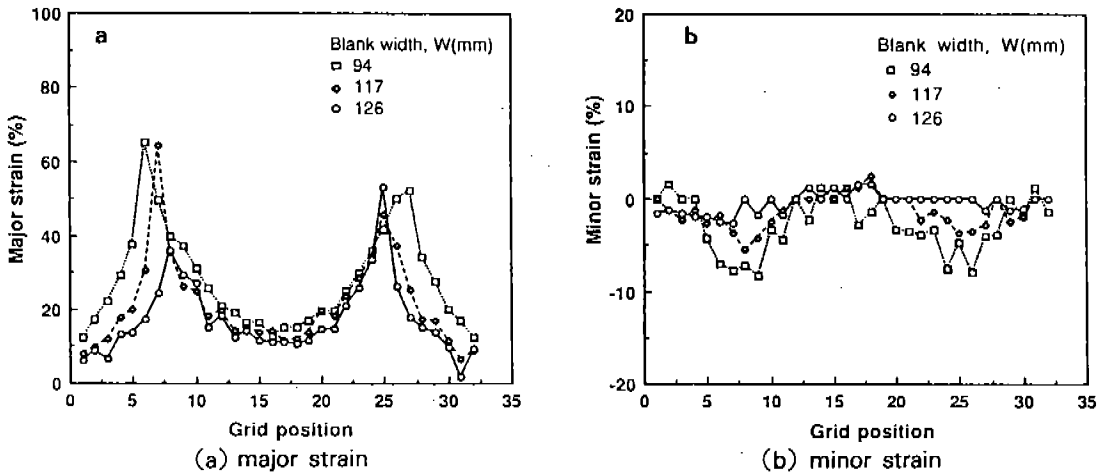 a
Blank width, W(mm)
94
117
126
100
80
60
40
20
0
Major strain (%)
0 5 10 15 20 25 30 35
Grid position
(a) major strain
b
Blank width, W(mm)
94
117
126
20
10
0
-10
-20
Minor strain (%)
0 5 10 15 20 25 30 35
Grid position
(b) minor strain